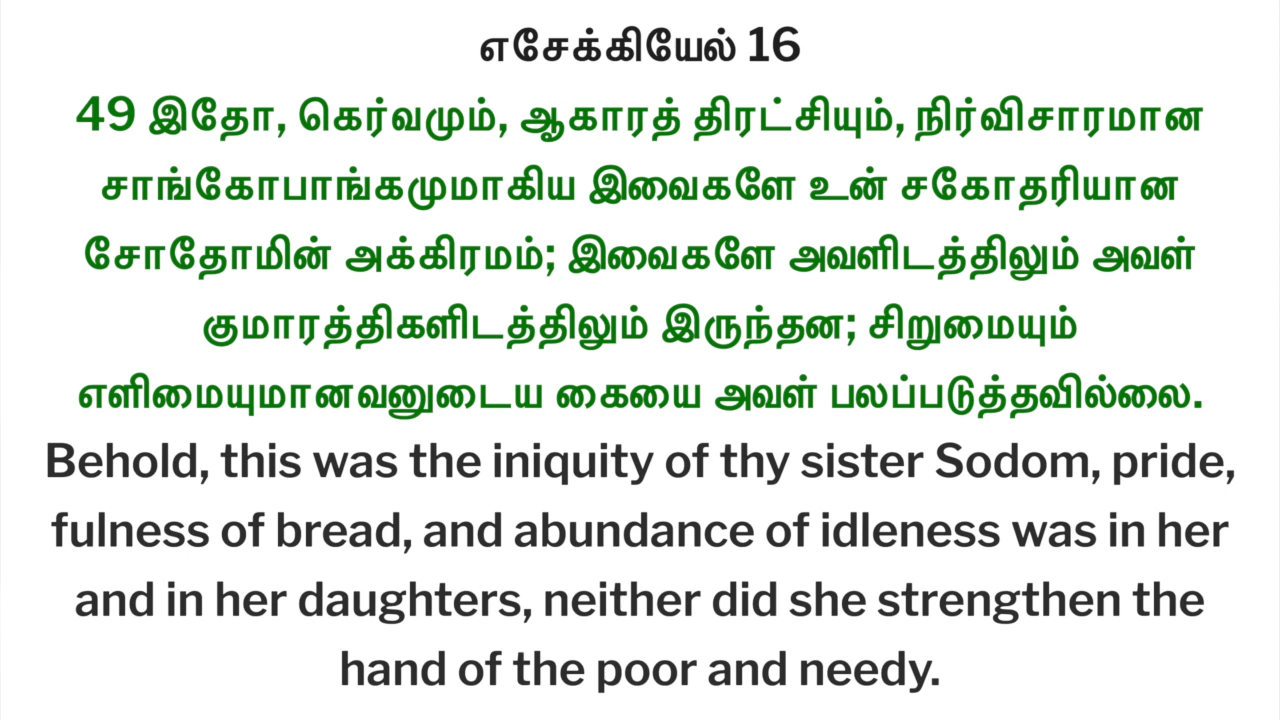 எசேக்கியேல் 16
49 இதோ, கெர்வமும், ஆகாரத் திரட்சியும், நிர்விசாரமான
சாங்கோபாங்கமுமாகிய இவைகளே உன் சகோதரியான
சோதோமின் அக்கிரமம்; இவைகளே அவளிடத்திலும் அவள்
குமாரத்திகளிடத்திலும் இருந்தன; சிறுமையும்
எளிமையுமானவனுடைய கையை அவள் பலப்படுத்தவில்லை.
Behold, this was the iniquity of thy sister Sodom, pride,
fulness of bread, and abundance of idleness was in her
and in her daughters, neither did she strengthen the
hand of the poor and needy.